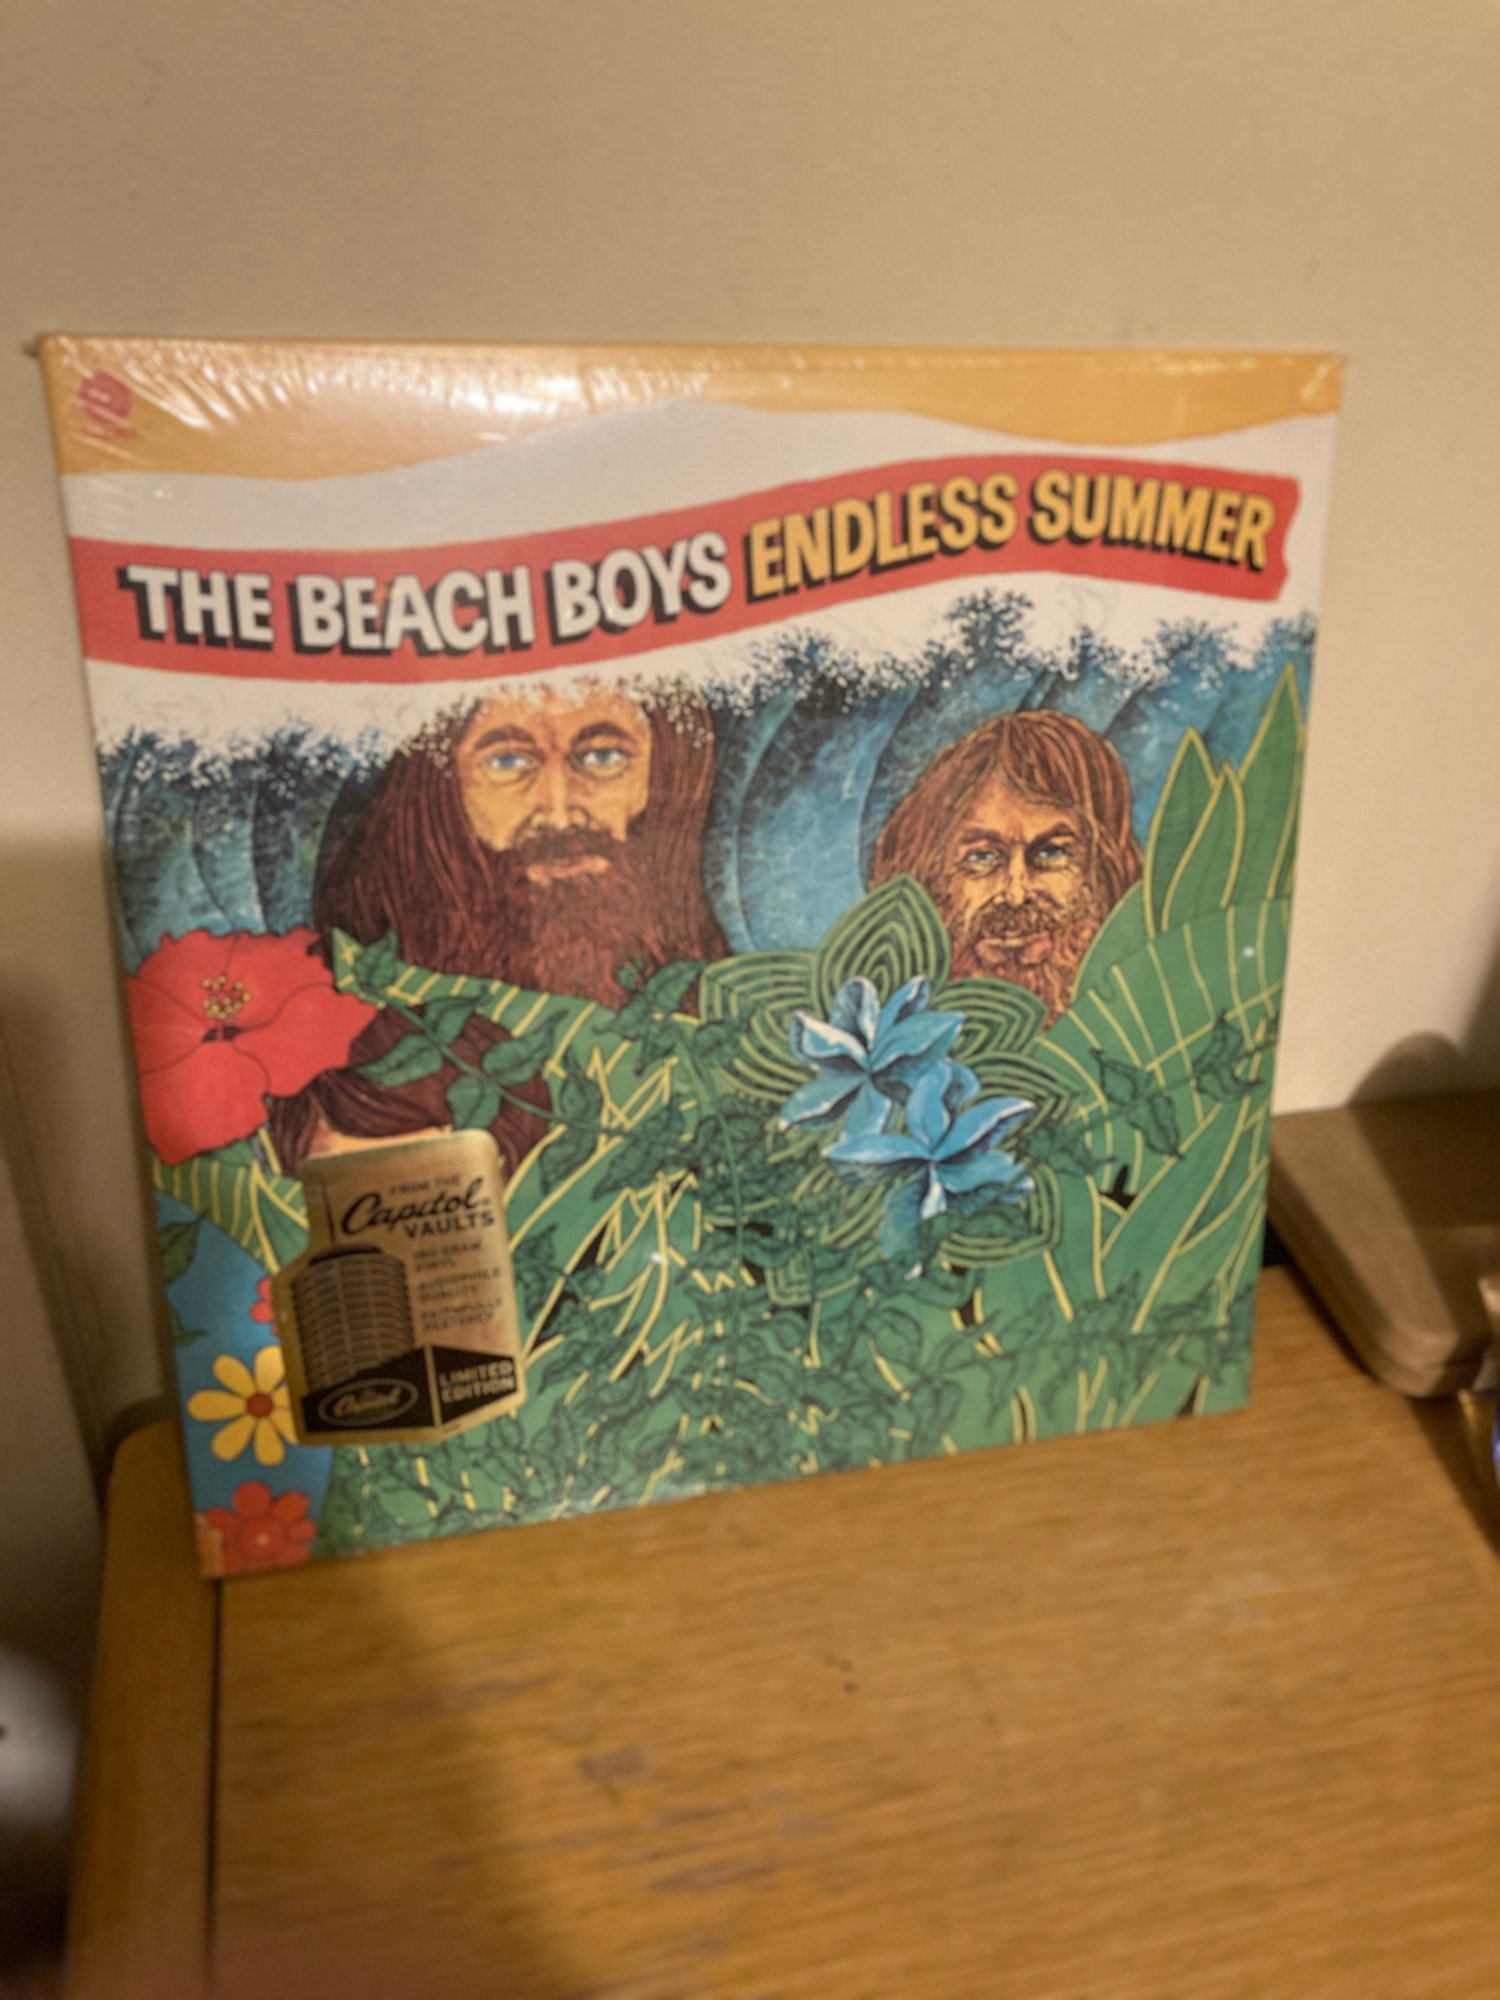 THE BEACH BOYS ENDLESS SUMMER
FROM THE
Capitol
VAULTS
180 GRAM
VINYL
AUDIOPHILE
QUALITY
FAITHFULLY
RESTORED
LIMITED
EDITION
Capitol